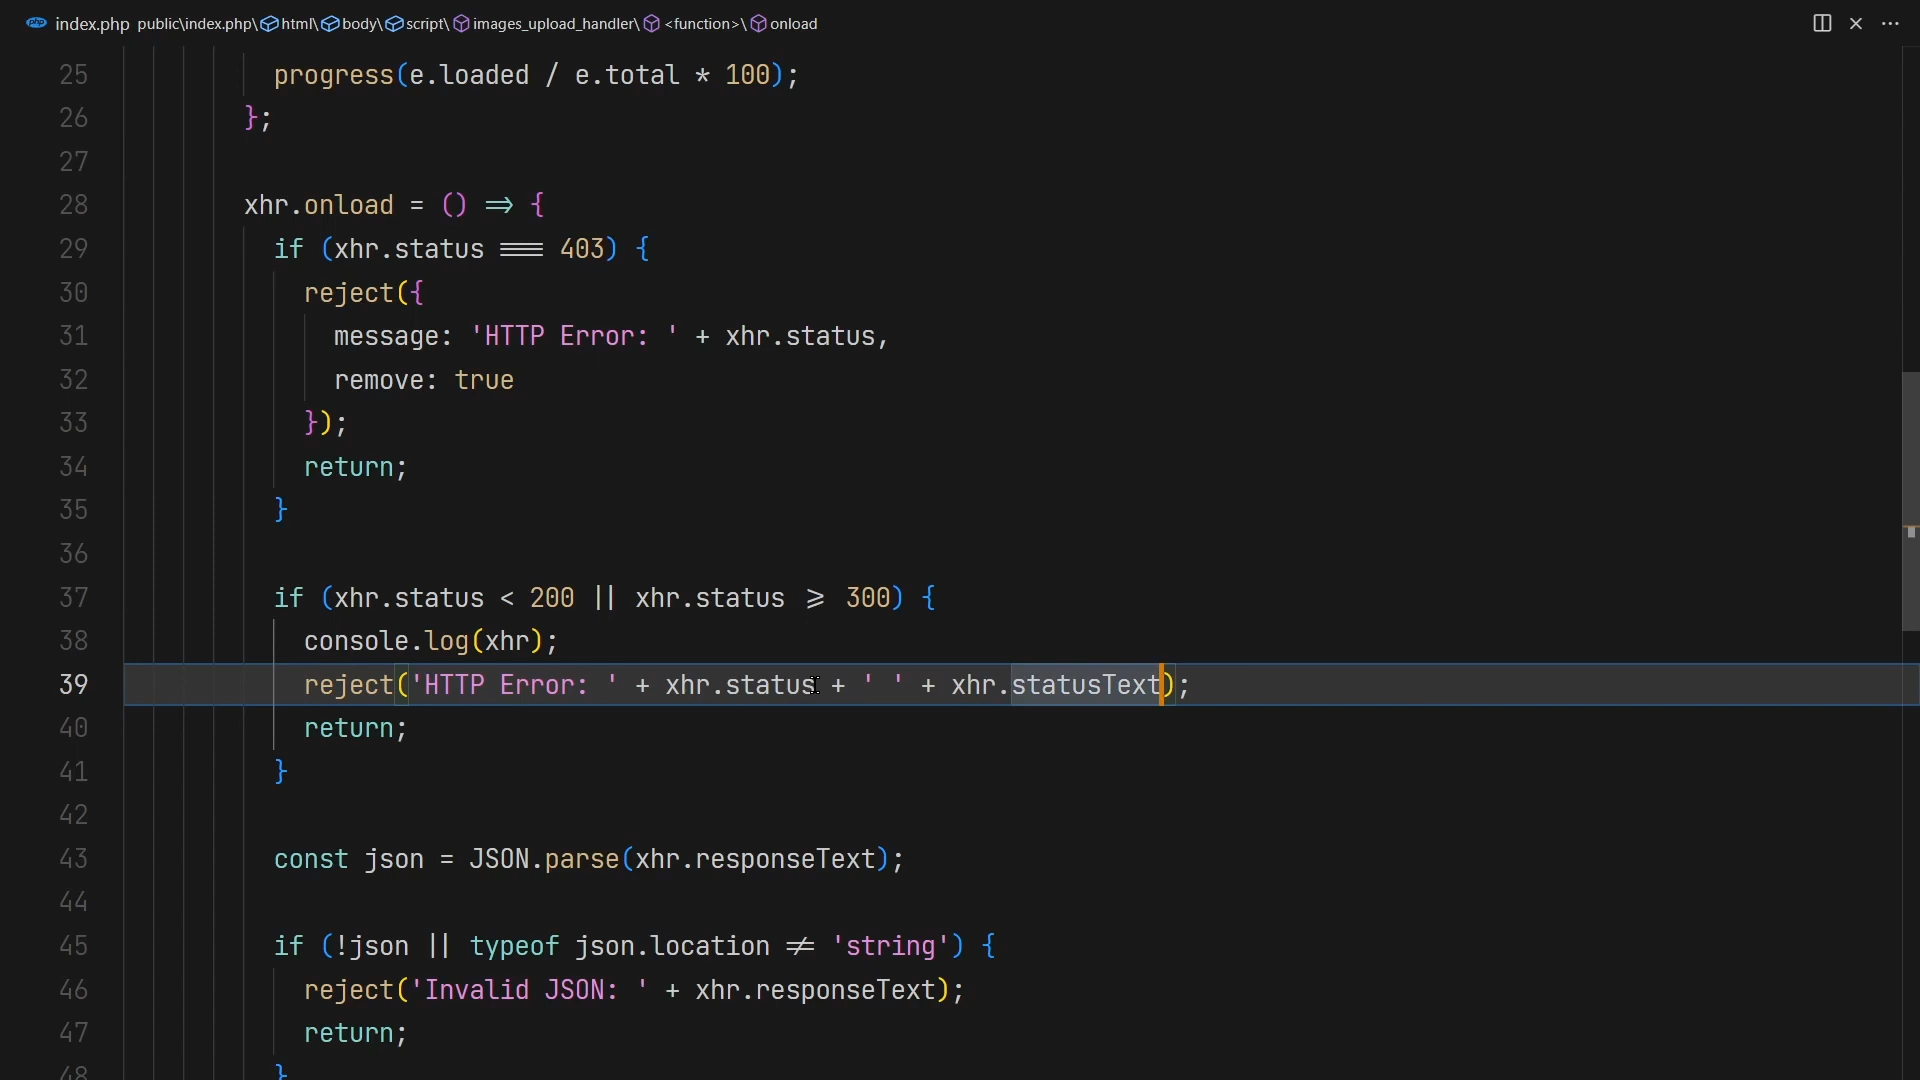 index.php public\index.php\html\body\script\images_upload_handler\<function>\onload
25 progress(e.loaded / e.total * 100);
26 };
27
28 xhr.onload = () => {
29 if (xhr.status === 403) {
30 reject({
31 message: 'HTTP Error: ' + xhr.status,
32 remove: true
33 });
34 return;
35 }
36
37 if (xhr.status < 200 || xhr.status >= 300) {
38 console.log(xhr);
39 reject('HTTP Error: ' + xhr.status + ' ' + xhr.statusText);
40 return;
41 }
42
43 const json = JSON.parse(xhr.responseText);
44
45 if (!json || typeof json.location != 'string') {
46 reject('Invalid JSON: ' + xhr.responseText);
47 return;
48 }